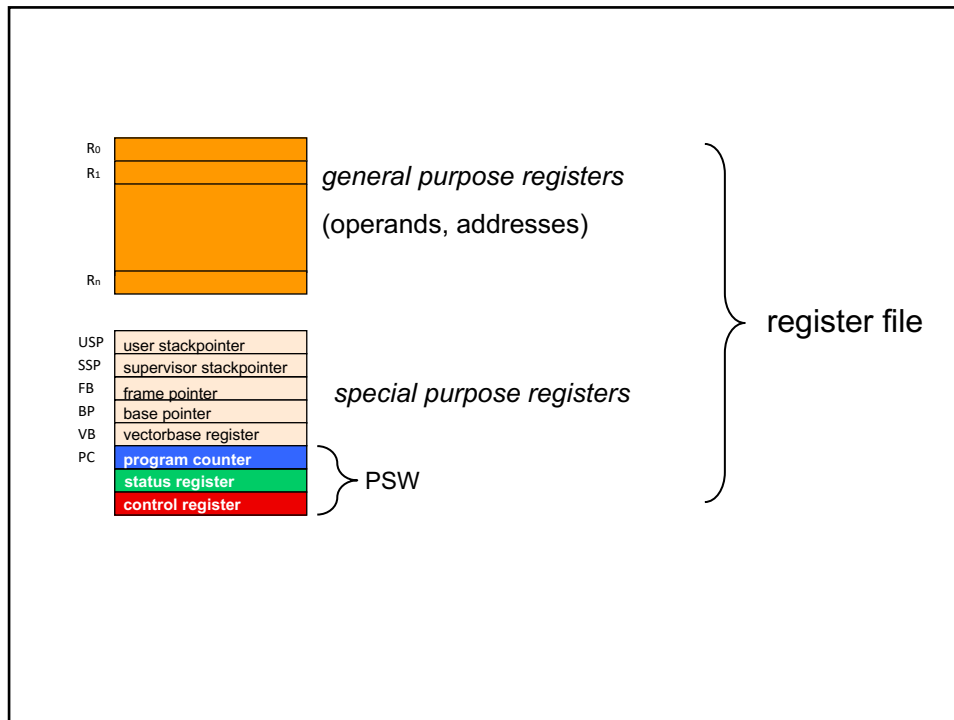 R0
R1
general purpose registers
(operands, addresses)
Rn
register file
USP user stackpointer
SSP supervisor stackpointer
FB frame pointer
special purpose registers
BP base pointer
VB vectorbase register
PC program counter
status register
PSW
control register